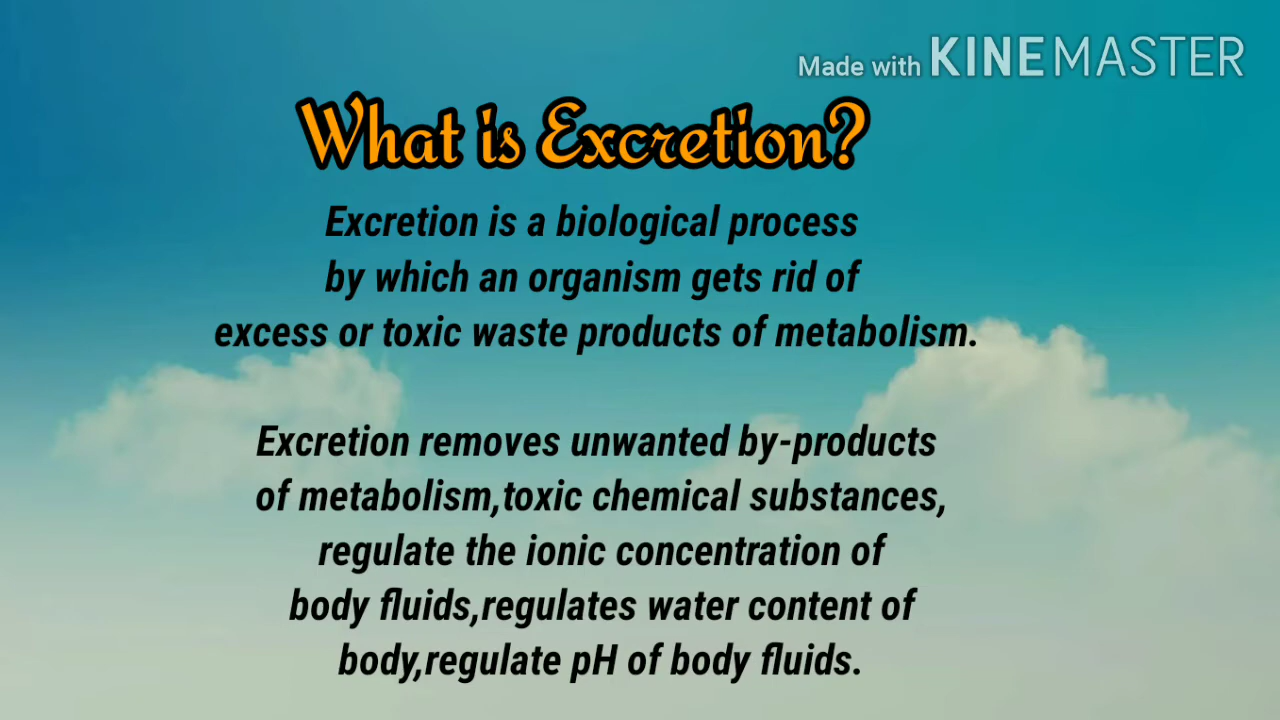 Made with KINEMASTER
What is Excretion?
Excretion is a biological process
by which an organism gets rid of
excess or toxic waste products of metabolism.
Excretion removes unwanted by-products
of metabolism,toxic chemical substances,
regulate the ionic concentration of
body fluids,regulates water content of
body,regulate pH of body fluids.